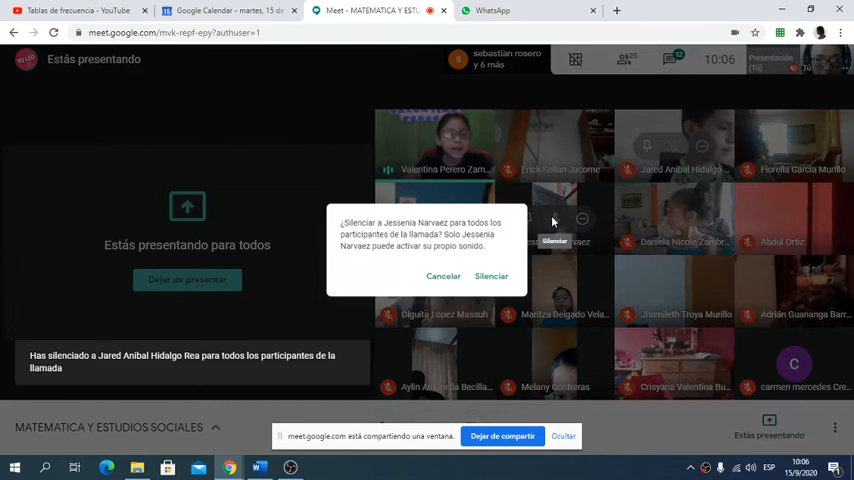 Tablas de frecuencia - YouTube
Google Calendar - martes, 15 de
Meet - MATEMATICA Y ESTU
WhatsApp
meet.google.com/mvk-repf-epy?authuser=1
YO LEO
Estás presentando
S
sebastian rosero
y 6 más
25
12
10:06
Presentación
(Tú)
Tú
Valentina Perero Zam...
Erick Sellan Jacome
Jared Anibal Hidalgo ...
Fiorella Garcia Murillo
Estás presentando para todos
Dejar de presentar
¿Silenciar a Jessenia Narvaez para todos los
participantes de la llamada? Solo Jessenia
Narvaez puede activar su propio sonido.
Cancelar
Silenciar
Silenciar
Daniela Nicole Zambr...
Abdul Ortiz
Olguita Lopez Massuh
Maritza Delgado Vela...
Jhamileth Troya Murillo
Adrián Guananga Barr...
Has silenciado a Jared Anibal Hidalgo Rea para todos los participantes de la
llamada
Aylin Antonella Becilla...
Melany Contreras
Crisyana Valentina Bu...
C
carmen mercedes Cre...
MATEMATICA Y ESTUDIOS SOCIALES
meet.google.com está compartiendo una ventana.
Dejar de compartir
Ocultar
Estás presentando
ESP
10:06
15/9/2020
1